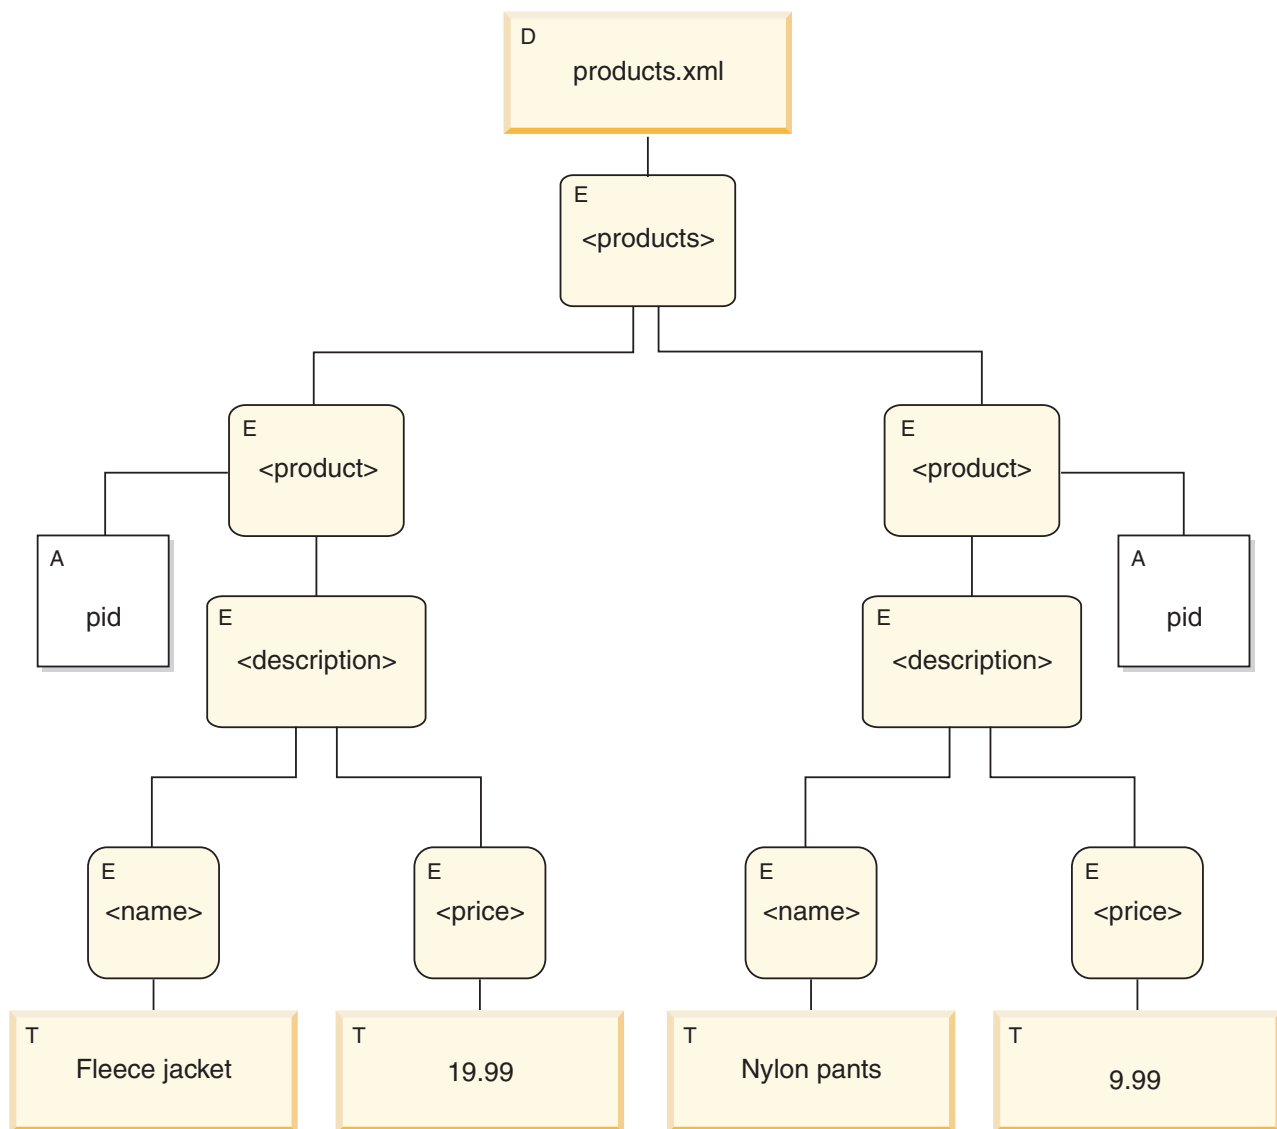 D
products.xml
E
<products>
E
<product>
E
<product>
A
pid
A
pid
E
<description>
E
<description>
E
<name>
E
<price>
E
<name>
E
<price>
T
Fleece jacket
T
19.99
T
Nylon pants
T
9.99